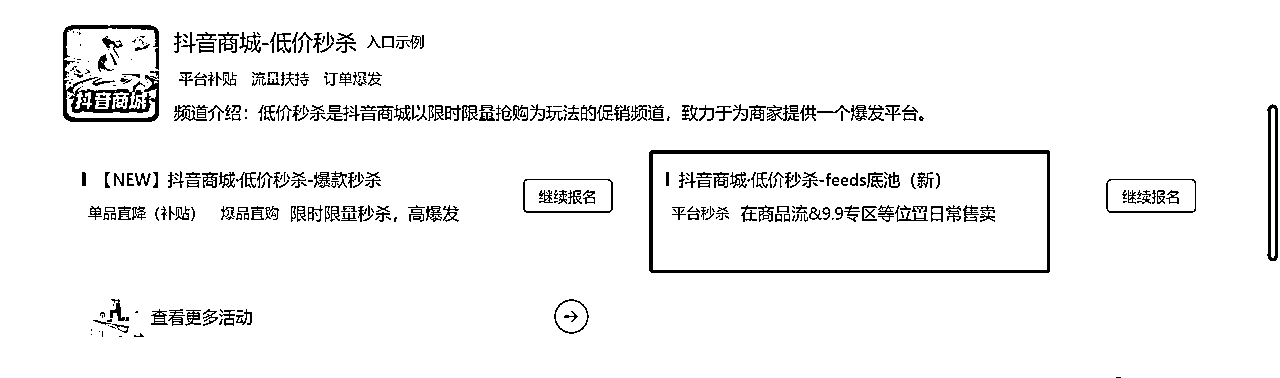 抖音商城
抖音商城-低价秒杀 入口示例
平台补贴 流量扶持 订单爆发
频道介绍：低价秒杀是抖音商城以限时限量抢购为玩法的促销频道，致力于为商家提供一个爆发平台。
【NEW】抖音商城·低价秒杀-爆款秒杀
单品直降（补贴） 爆品直购 限时限量秒杀，高爆发
继续报名
抖音商城·低价秒杀-feeds底池（新）
平台秒杀 在商品流&9.9专区等位置日常售卖
继续报名
查看更多活动